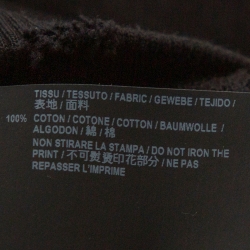 TISSU / TESSUTO / FABRIC / GEWEBE / TEJIDO /
表地 / 面料
100% COTON / COTONE / COTTON / BAUMWOLLE /
ALGODON / 綿 / 棉
NON STIRARE LA STAMPA / DO NOT IRON THE
PRINT / 不可熨燙印花部分 / NE PAS
REPASSER L'IMPRIME